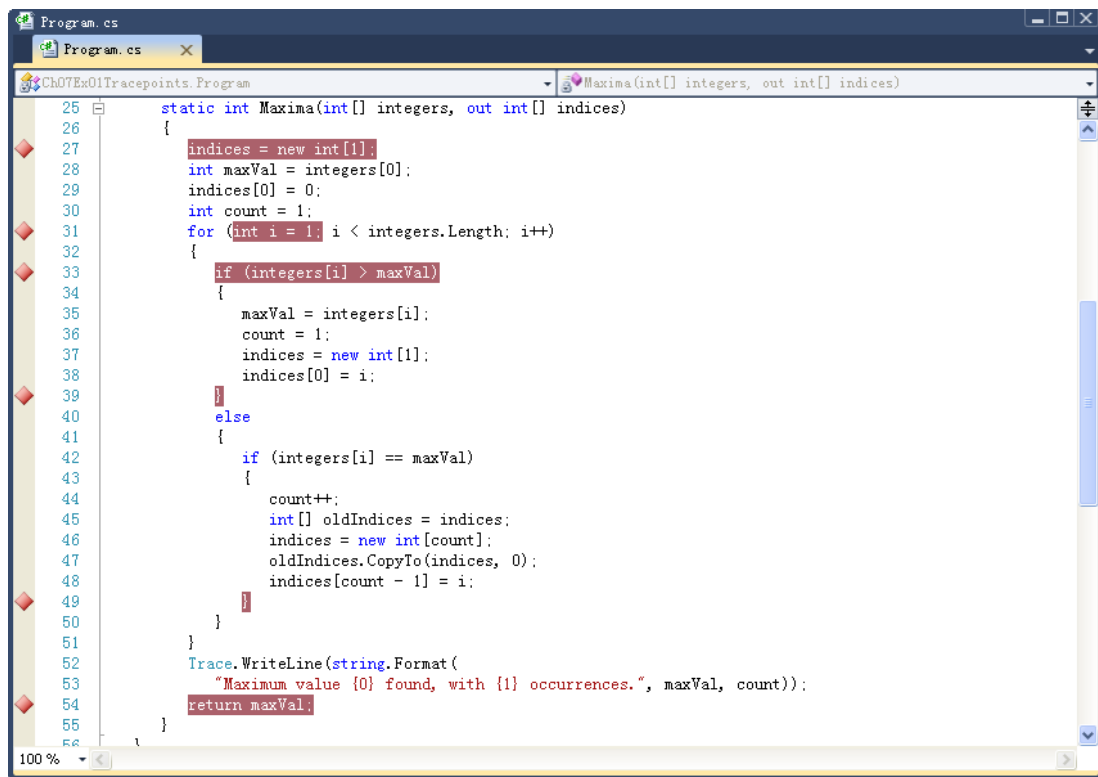 Program.cs
Program.cs
Ch07Ex01Tracepoints.Program Maxima(int[] integers, out int[] indices)
25 static int Maxima(int[] integers, out int[] indices)
26 {
27 indices = new int[1];
28 int maxVal = integers[0];
29 indices[0] = 0;
30 int count = 1;
31 for (int i = 1; i < integers.Length; i++)
32 {
33 if (integers[i] > maxVal)
34 {
35 maxVal = integers[i];
36 count = 1;
37 indices = new int[1];
38 indices[0] = i;
39 }
40 else
41 {
42 if (integers[i] == maxVal)
43 {
44 count++;
45 int[] oldIndices = indices;
46 indices = new int[count];
47 oldIndices.CopyTo(indices, 0);
48 indices[count - 1] = i;
49 }
50 }
51 }
52 Trace.WriteLine(string.Format(
53 "Maximum value {0} found, with {1} occurrences.", maxVal, count));
54 return maxVal;
55 }
56 }
100 %